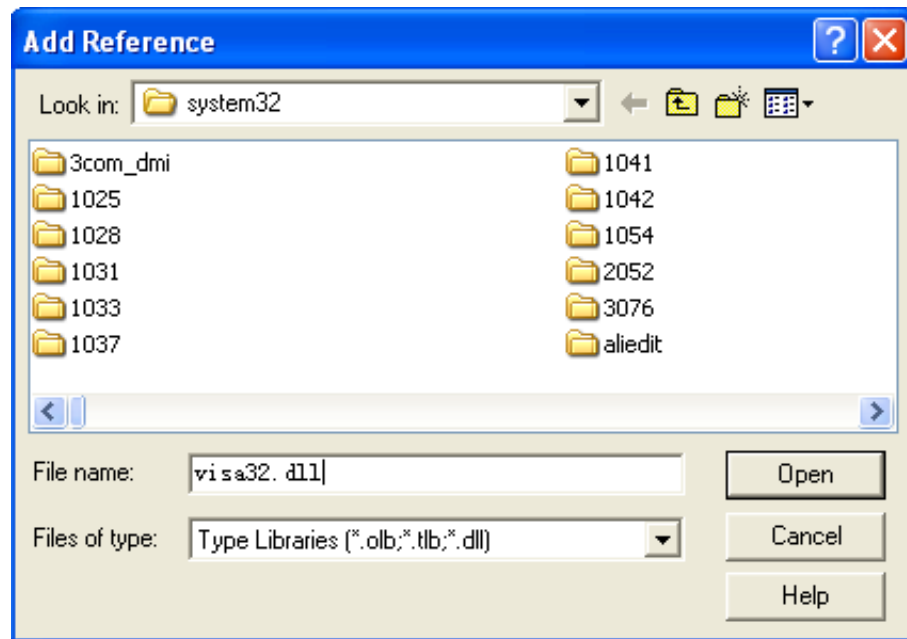 Add Reference
Look in: system32
3com_dmi 1041
1025 1042
1028 1054
1031 2052
1033 3076
1037 aliedit
File name: visa32.dll Open
Files of type: Type Libraries (*.olb;*.tlb;*.dll) Cancel
Help